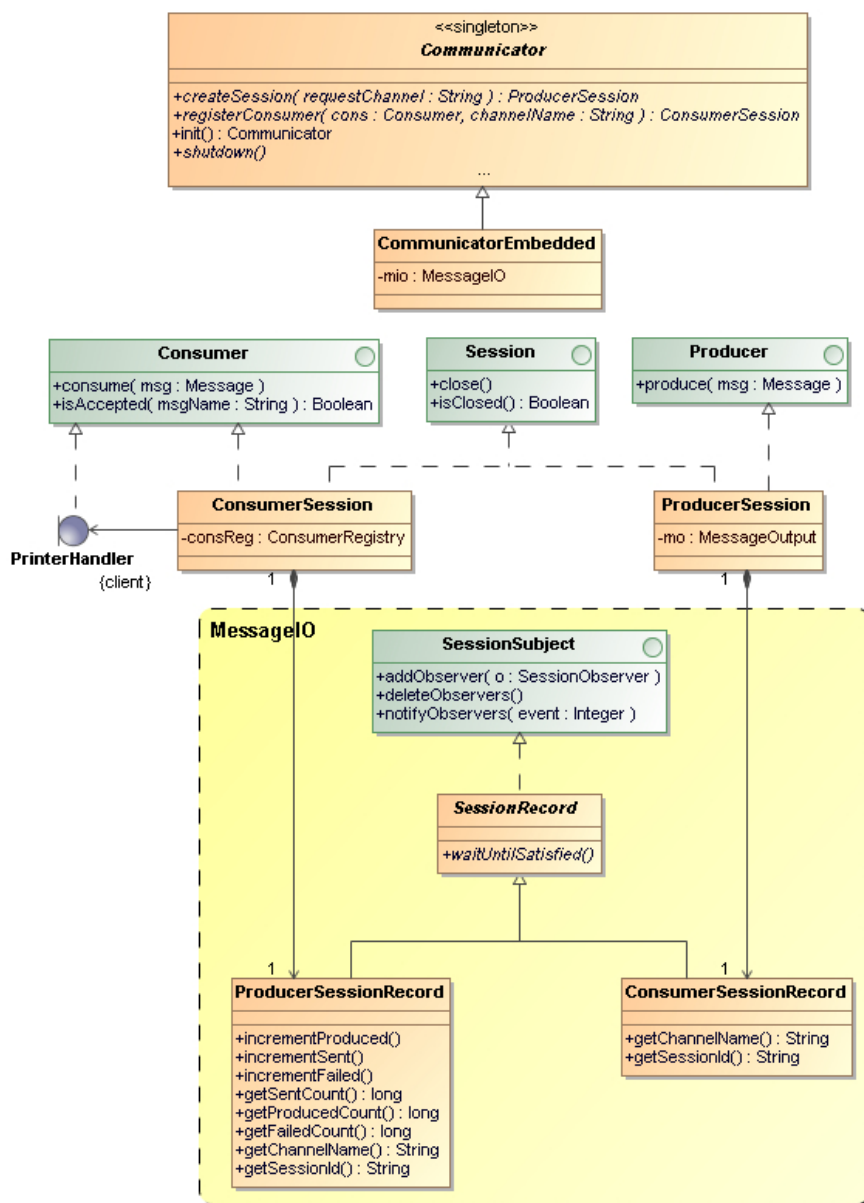 <<singleton>>
Communicator
+createSession( requestChannel : String ) : ProducerSession
+registerConsumer( cons : Consumer, channelName : String ) : ConsumerSession
+init() : Communicator
+shutdown()
...
CommunicatorEmbedded
-mio : MessageIO
Consumer
+consume( msg : Message )
+isAccepted( msgName : String ) : Boolean
Session
+close()
+isClosed() : Boolean
Producer
+produce( msg : Message )
ConsumerSession
-consReg : ConsumerRegistry
ProducerSession
-mo : MessageOutput
PrinterHandler
{client}
1
1
MessageIO
SessionSubject
+addObserver( o : SessionObserver )
+deleteObservers()
+notifyObservers( event : Integer )
SessionRecord
+waitUntilSatisfied()
1
1
ProducerSessionRecord
+incrementProduced()
+incrementSent()
+incrementFailed()
+getSentCount() : long
+getProducedCount() : long
+getFailedCount() : long
+getChannelName() : String
+getSessionId() : String
ConsumerSessionRecord
+getChannelName() : String
+getSessionId() : String